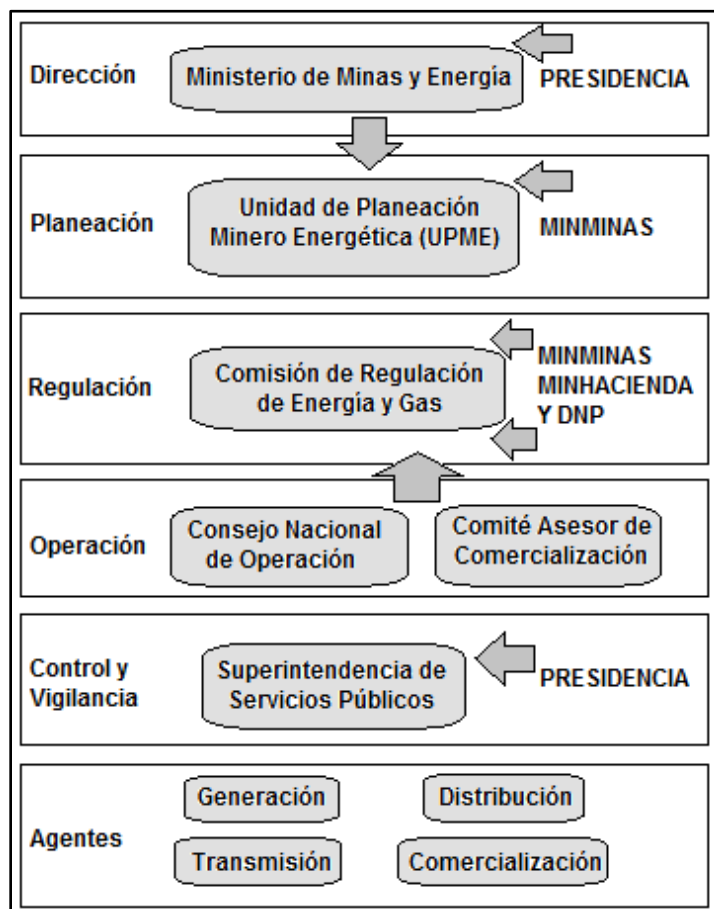 Dirección
Ministerio de Minas y Energía
PRESIDENCIA
Planeación
Unidad de Planeación
Minero Energética (UPME)
MINMINAS
Regulación
Comisión de Regulación
de Energía y Gas
MINMINAS
MINHACIENDA
Y DNP
Operación
Consejo Nacional
de Operación
Comité Asesor de
Comercialización
Control y
Vigilancia
Superintendencia de
Servicios Públicos
PRESIDENCIA
Agentes
Generación
Distribución
Transmisión
Comercialización